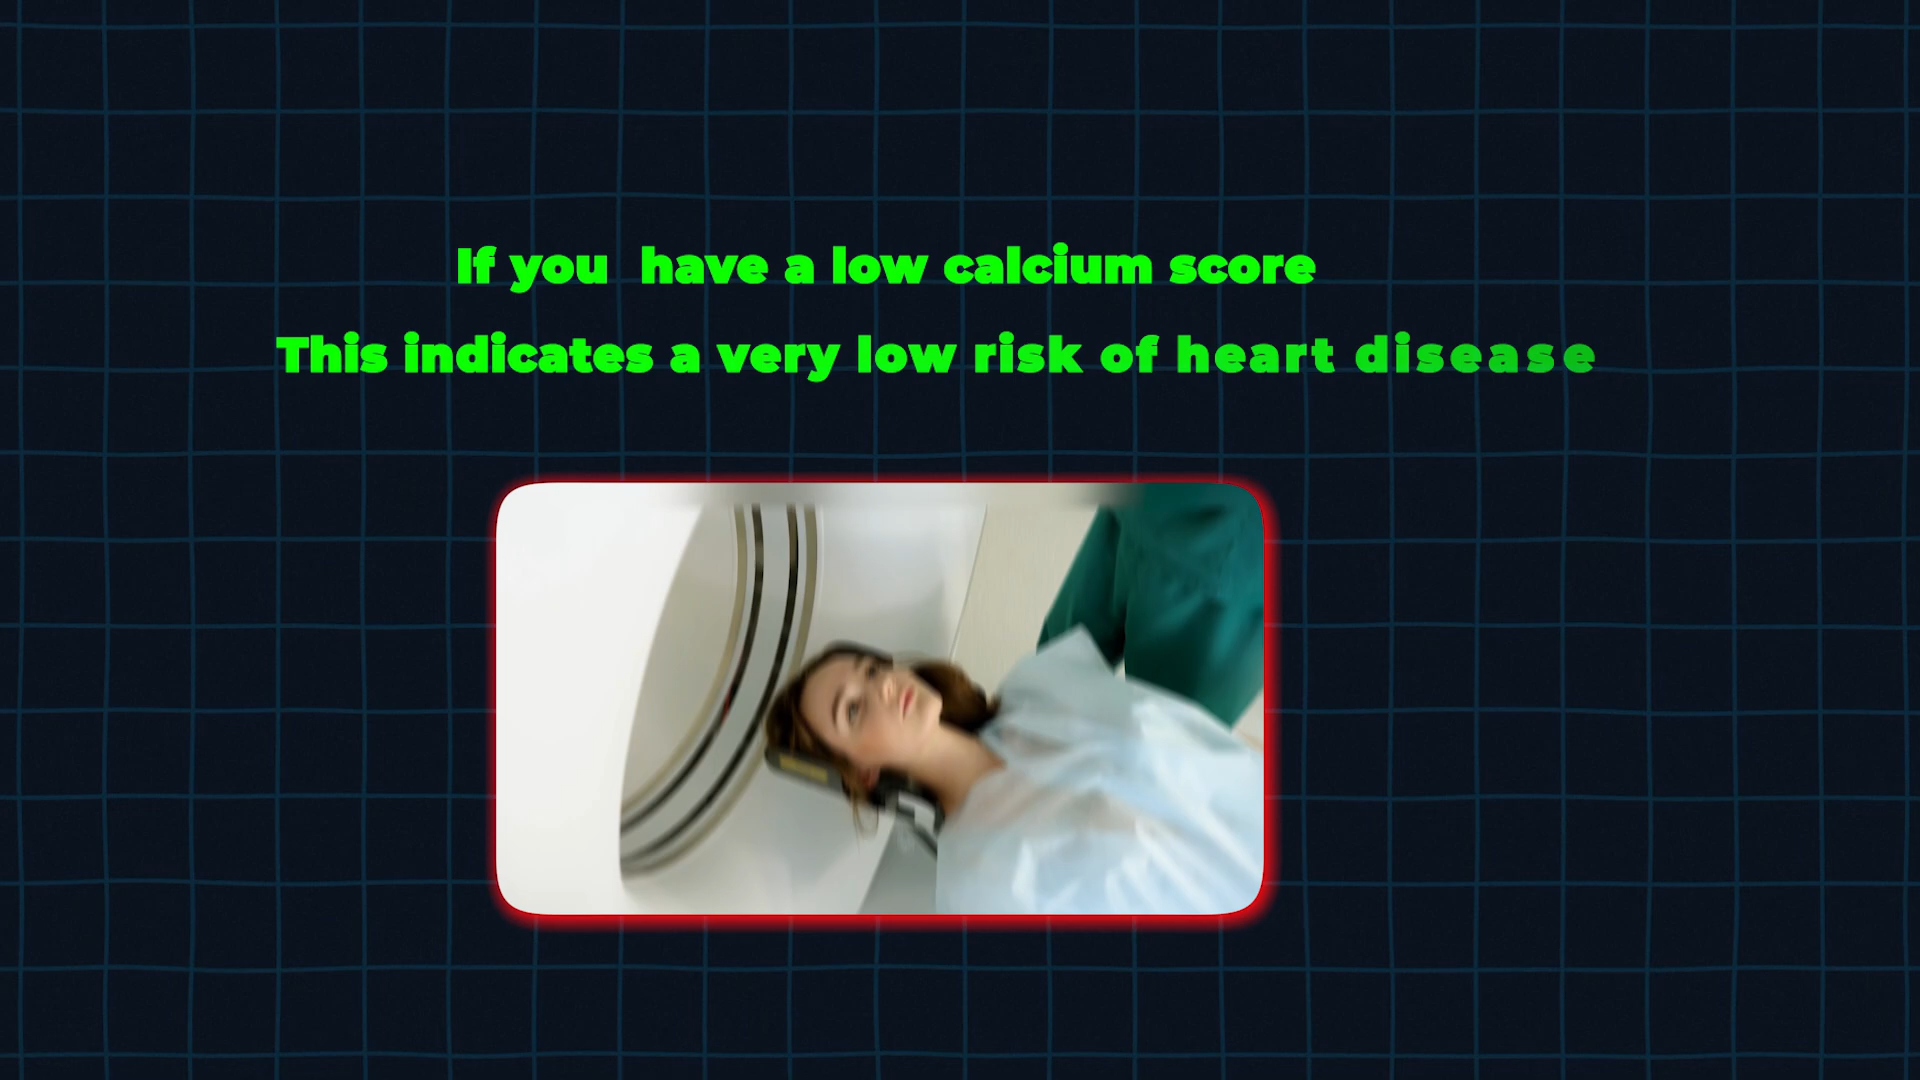 If you  have a low calcium score
This indicates a very low risk of heart disease